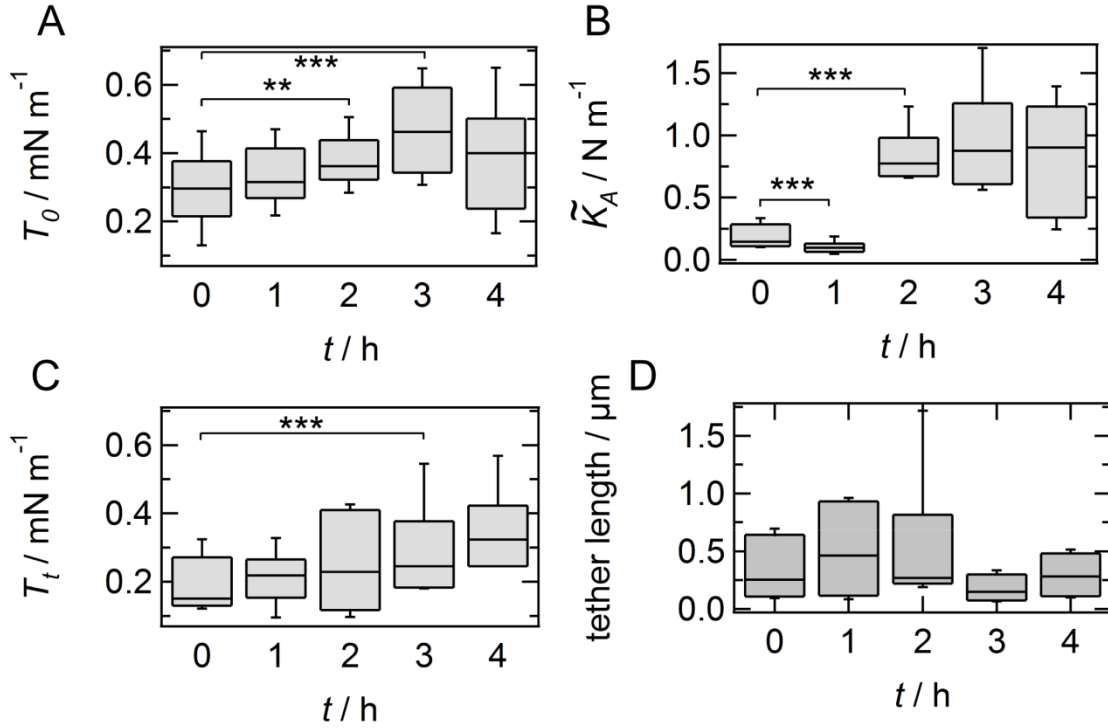 A
T₀ / mN m⁻¹
0.6
0.4
0.2
***
**
0 1 2 3 4
t / h
B
K̃_A / N m⁻¹
1.5
1.0
0.5
0.0
***
***
0 1 2 3 4
t / h
C
Tₜ / mN m⁻¹
0.6
0.4
0.2
***
0 1 2 3 4
t / h
D
tether length / µm
1.5
1.0
0.5
0.0
0 1 2 3 4
t / h